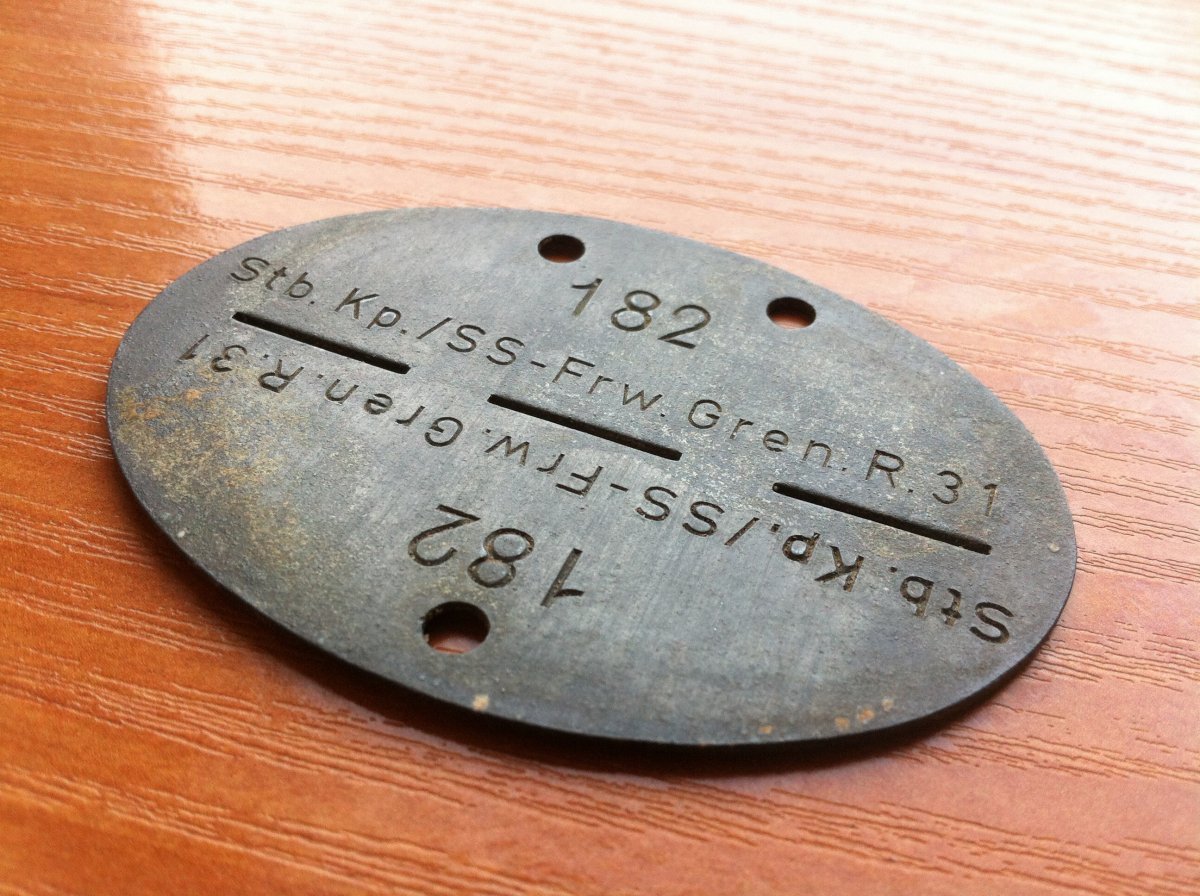 182
Stb. Kp./SS-Frw. Gren. R. 31
Stb. Kp./SS-Frw. Gren. R. 31
182